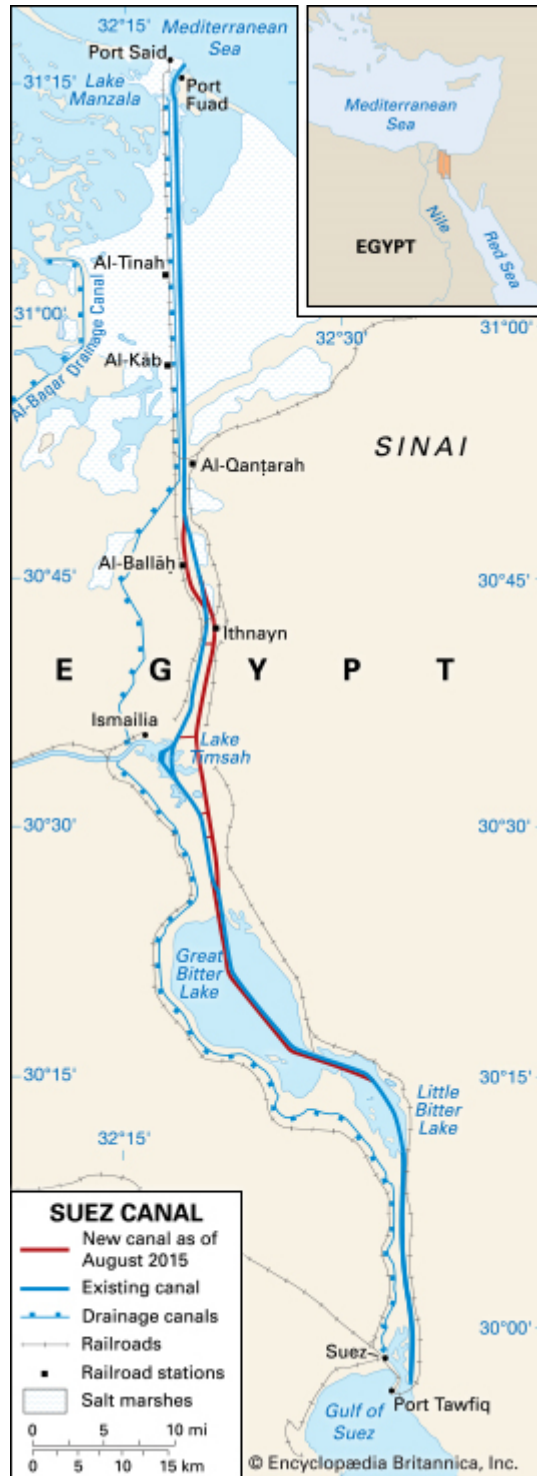 32°15'
Mediterranean
Sea
Port Said
31°15'
Lake
Manzala
Port
Fuad
Mediterranean
Sea
Nile
Red Sea
EGYPT
Al-Tinah
31°00'
32°30'
31°00'
Al-Baqar Drainage Canal
Al-Kāb
SINAI
Al-Qanṭarah
Al-Ballāḥ
30°45'
30°45'
Ithnayn
EGYPT
Ismailia
Lake
Timsah
30°30'
30°30'
Great
Bitter
Lake
30°15'
30°15'
Little
Bitter
Lake
32°15'
SUEZ CANAL
New canal as of
August 2015
Existing canal
Drainage canals
Railroads
Railroad stations
Salt marshes
0 10 mi
0 5 10 15 km
30°00'
Suez
Port Tawfiq
Gulf of
Suez
© Encyclopædia Britannica, Inc.